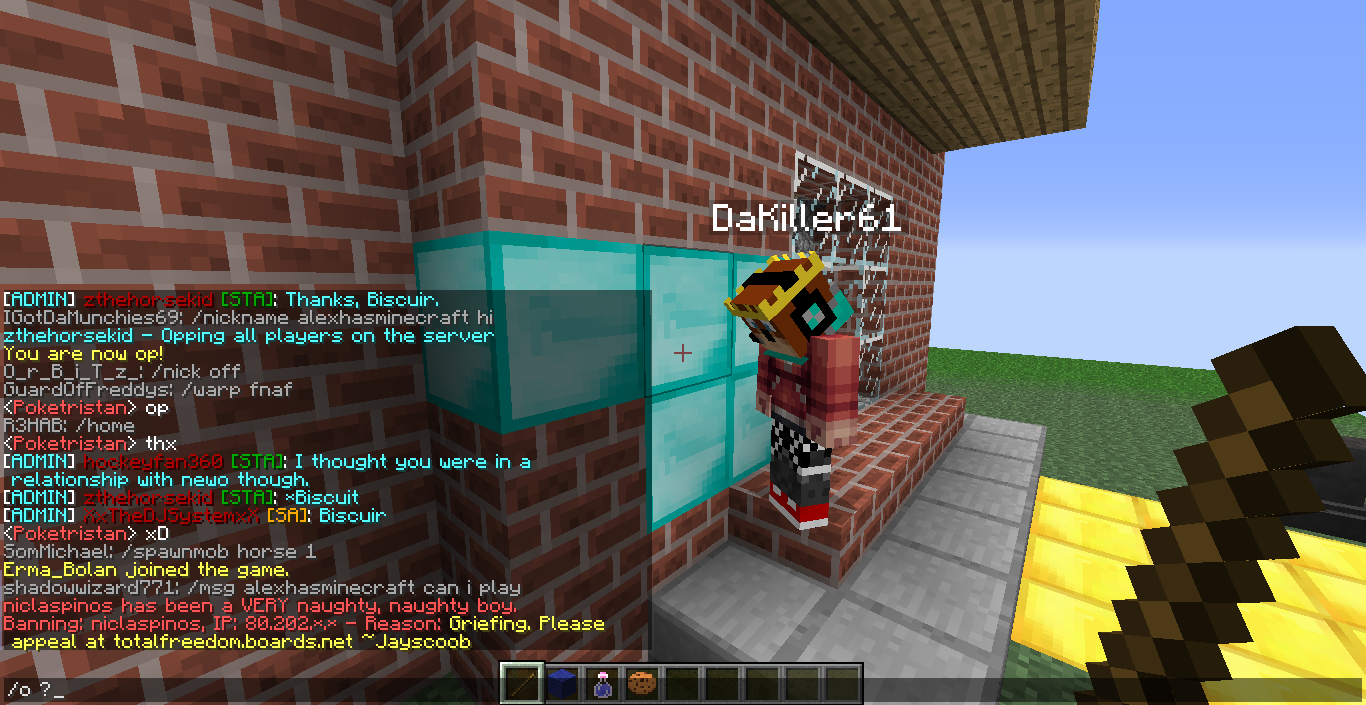 DaKiller61
[ADMIN] zthehorsekid [STA]: Thanks, Biscuir.
IGotDaMunchies69: /nickname alexhasminecraft hi
zthehorsekid - Opping all players on the server
You are now op!
O_r_B_i_T_z_: /nick off
GuardOfFreddys: /warp fnaf
<Poketristan> op
R3HAB: /home
<Poketristan> thx
[ADMIN] hockeyfan360 [STA]: I thought you were in a
relationship with newo though.
[ADMIN] zthehorsekid [STA]: *Biscuit
[ADMIN] XxTheDJSystemxX [SA]: Biscuir
<Poketristan> xD
SomMichael: /spawnmob horse 1
Erma_Bolan joined the game.
shadowwizard771: /msg alexhasminecraft can i play
niclaspinos has been a VERY naughty, naughty boy.
Banning: niclaspinos, IP: 80.202.*.* - Reason: Griefing. Please
appeal at totalfreedom.boards.net ~Jayscoob
/o ?_